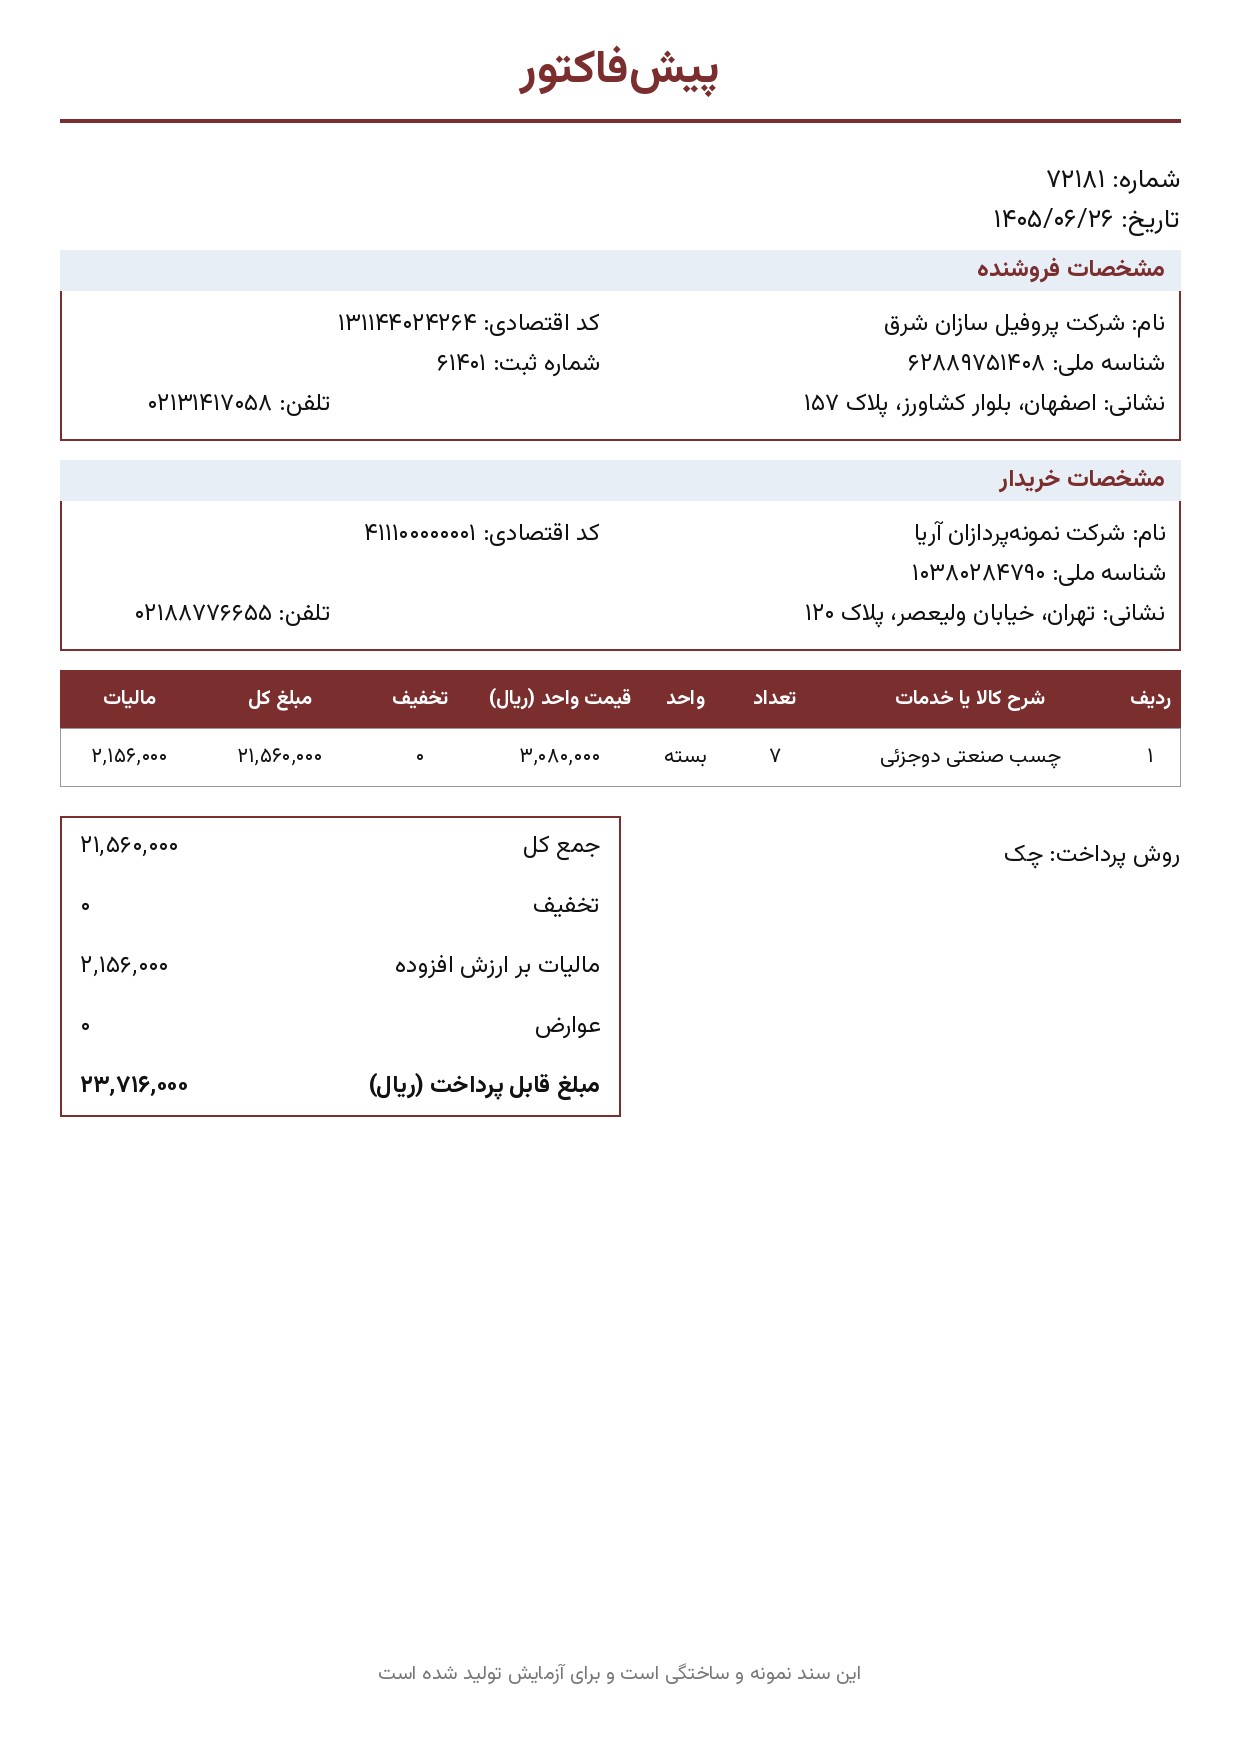 پیش‌فاکتور
شماره: ۷۲۱۸۱
تاریخ: ۱۴۰۵/۰۶/۲۶
مشخصات فروشنده
نام: شرکت پروفیل سازان شرق کد اقتصادی: ۱۳۱۱۴۴۰۲۴۲۶۴
شناسه ملی: ۶۲۸۸۹۷۵۱۴۰۸ شماره ثبت: ۶۱۴۰۱
نشانی: اصفهان، بلوار کشاورز، پلاک ۱۵۷ تلفن: ۰۲۱۳۱۴۱۷۰۵۸
مشخصات خریدار
نام: شرکت نمونه‌پردازان آریا کد اقتصادی: ۴۱۱۱۰۰۰۰۰۰۰۱
شناسه ملی: ۱۰۳۸۰۲۸۴۷۹۰
نشانی: تهران، خیابان ولیعصر، پلاک ۱۲۰ تلفن: ۰۲۱۸۸۷۷۶۶۵۵
ردیف شرح کالا یا خدمات تعداد واحد قیمت واحد (ریال) تخفیف مبلغ کل مالیات
۱ چسب صنعتی دوجزئی ۷ بسته ۳,۰۸۰,۰۰۰ ۰ ۲۱,۵۶۰,۰۰۰ ۲,۱۵۶,۰۰۰
روش پرداخت: چک
جمع کل ۲۱,۵۶۰,۰۰۰
تخفیف ۰
مالیات بر ارزش افزوده ۲,۱۵۶,۰۰۰
عوارض ۰
مبلغ قابل پرداخت (ریال) ۲۳,۷۱۶,۰۰۰
این سند نمونه و ساختگی است و برای آزمایش تولید شده است